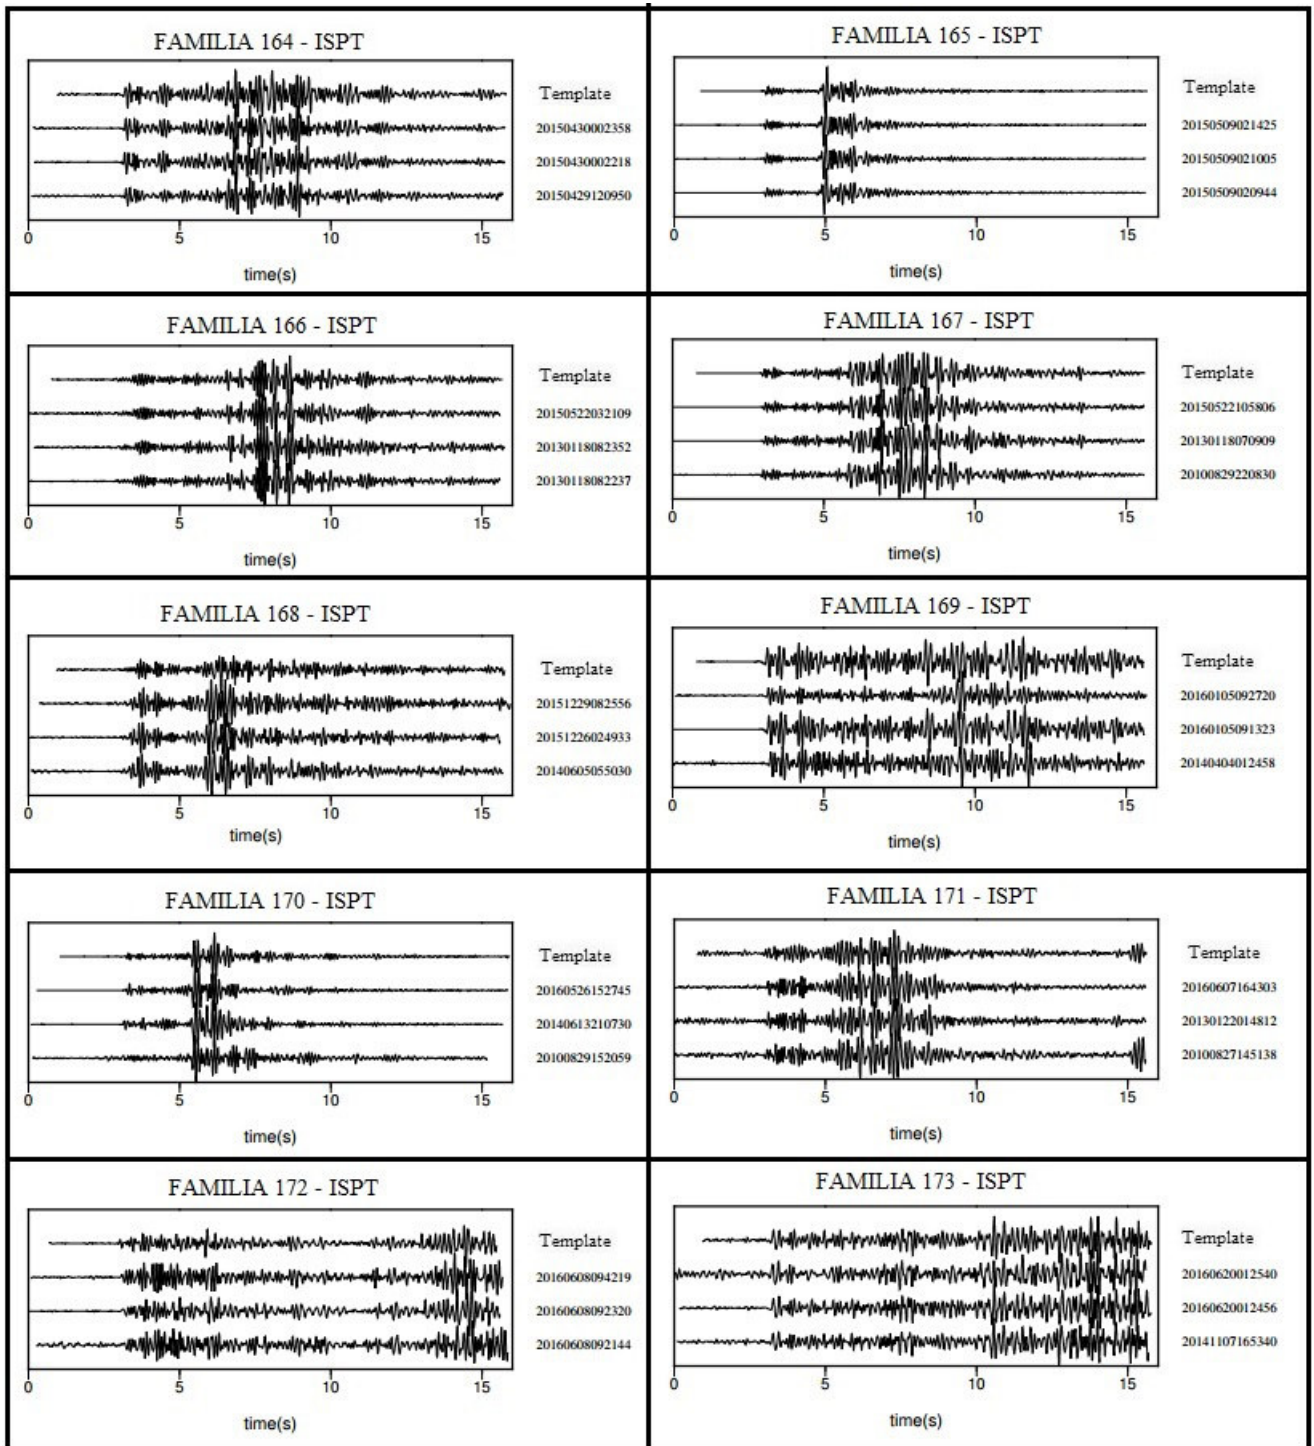 FAMILIA 164 - ISPT
Template
20150430002358
20150430002218
20150429120950
0 5 10 15
time(s)
FAMILIA 165 - ISPT
Template
20150509021425
20150509021005
20150509020944
0 5 10 15
time(s)
FAMILIA 166 - ISPT
Template
20150522032109
20130118082352
20130118082237
0 5 10 15
time(s)
FAMILIA 167 - ISPT
Template
20150522105806
20130118070909
20100829220830
0 5 10 15
time(s)
FAMILIA 168 - ISPT
Template
20151229082556
20151226024933
20140605055030
0 5 10 15
time(s)
FAMILIA 169 - ISPT
Template
20160105092720
20160105091323
20140404012458
0 5 10 15
time(s)
FAMILIA 170 - ISPT
Template
20160526152745
20140613210730
20100829152059
0 5 10 15
time(s)
FAMILIA 171 - ISPT
Template
20160607164303
20130122014812
20100827145138
0 5 10 15
time(s)
FAMILIA 172 - ISPT
Template
20160608094219
20160608092320
20160608092144
0 5 10 15
time(s)
FAMILIA 173 - ISPT
Template
20160620012540
20160620012456
20141107165340
0 5 10 15
time(s)